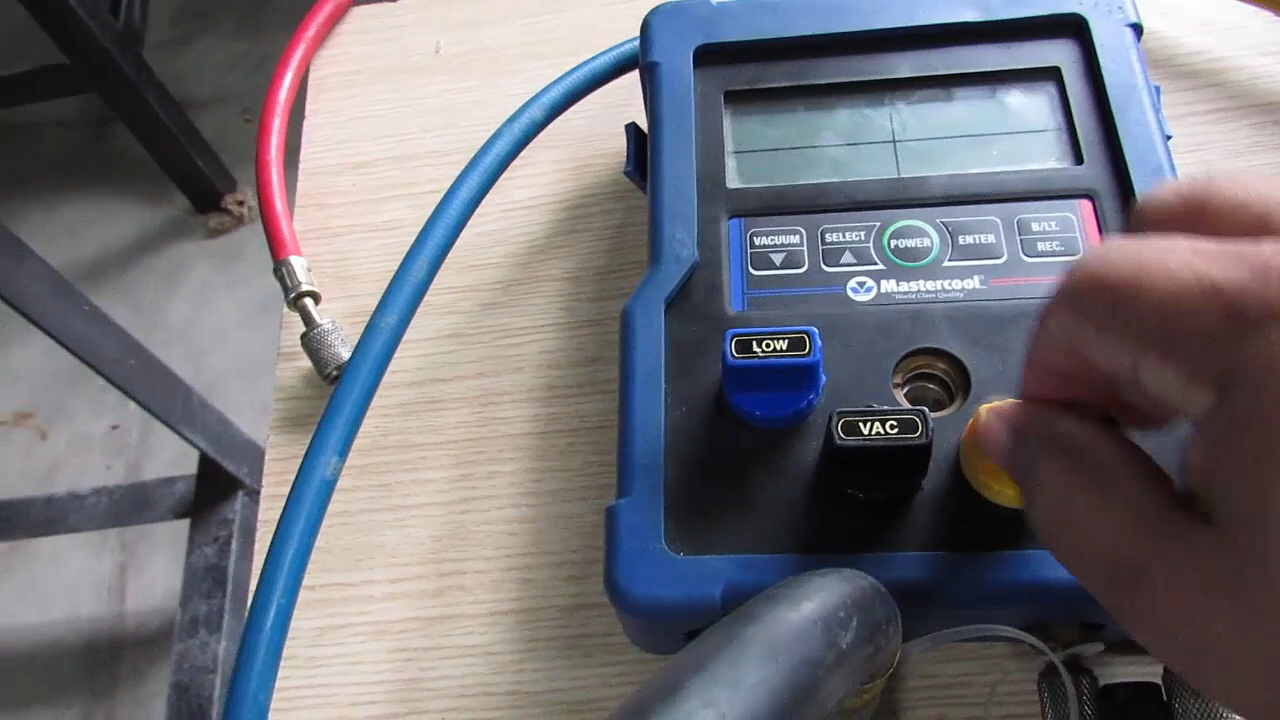 VACUUM
SELECT
POWER
ENTER
B/LT.
REC.
Mastercool
"World Class Quality"
LOW
VAC